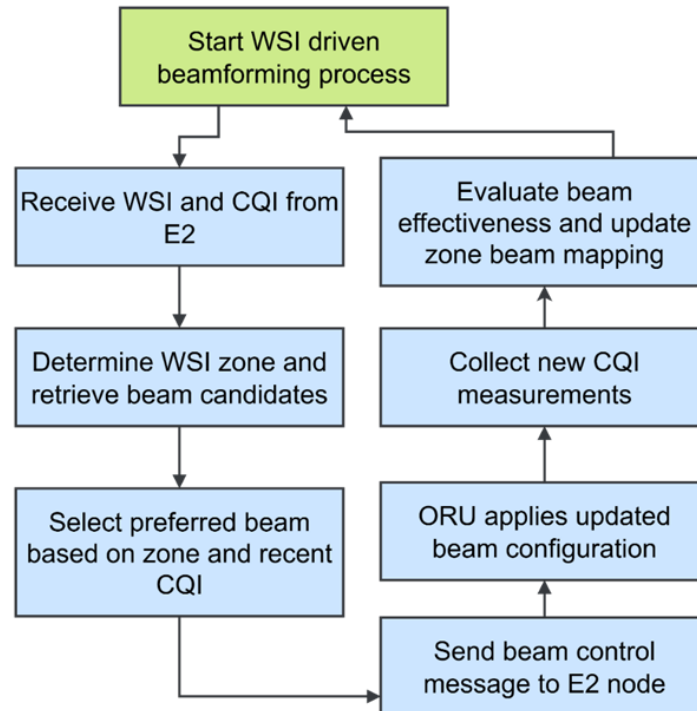 Start WSI driven
beamforming process
Receive WSI and CQI from
E2
Determine WSI zone and
retrieve beam candidates
Select preferred beam
based on zone and recent
CQI
Send beam control
message to E2 node
ORU applies updated
beam configuration
Collect new CQI
measurements
Evaluate beam
effectiveness and update
zone beam mapping